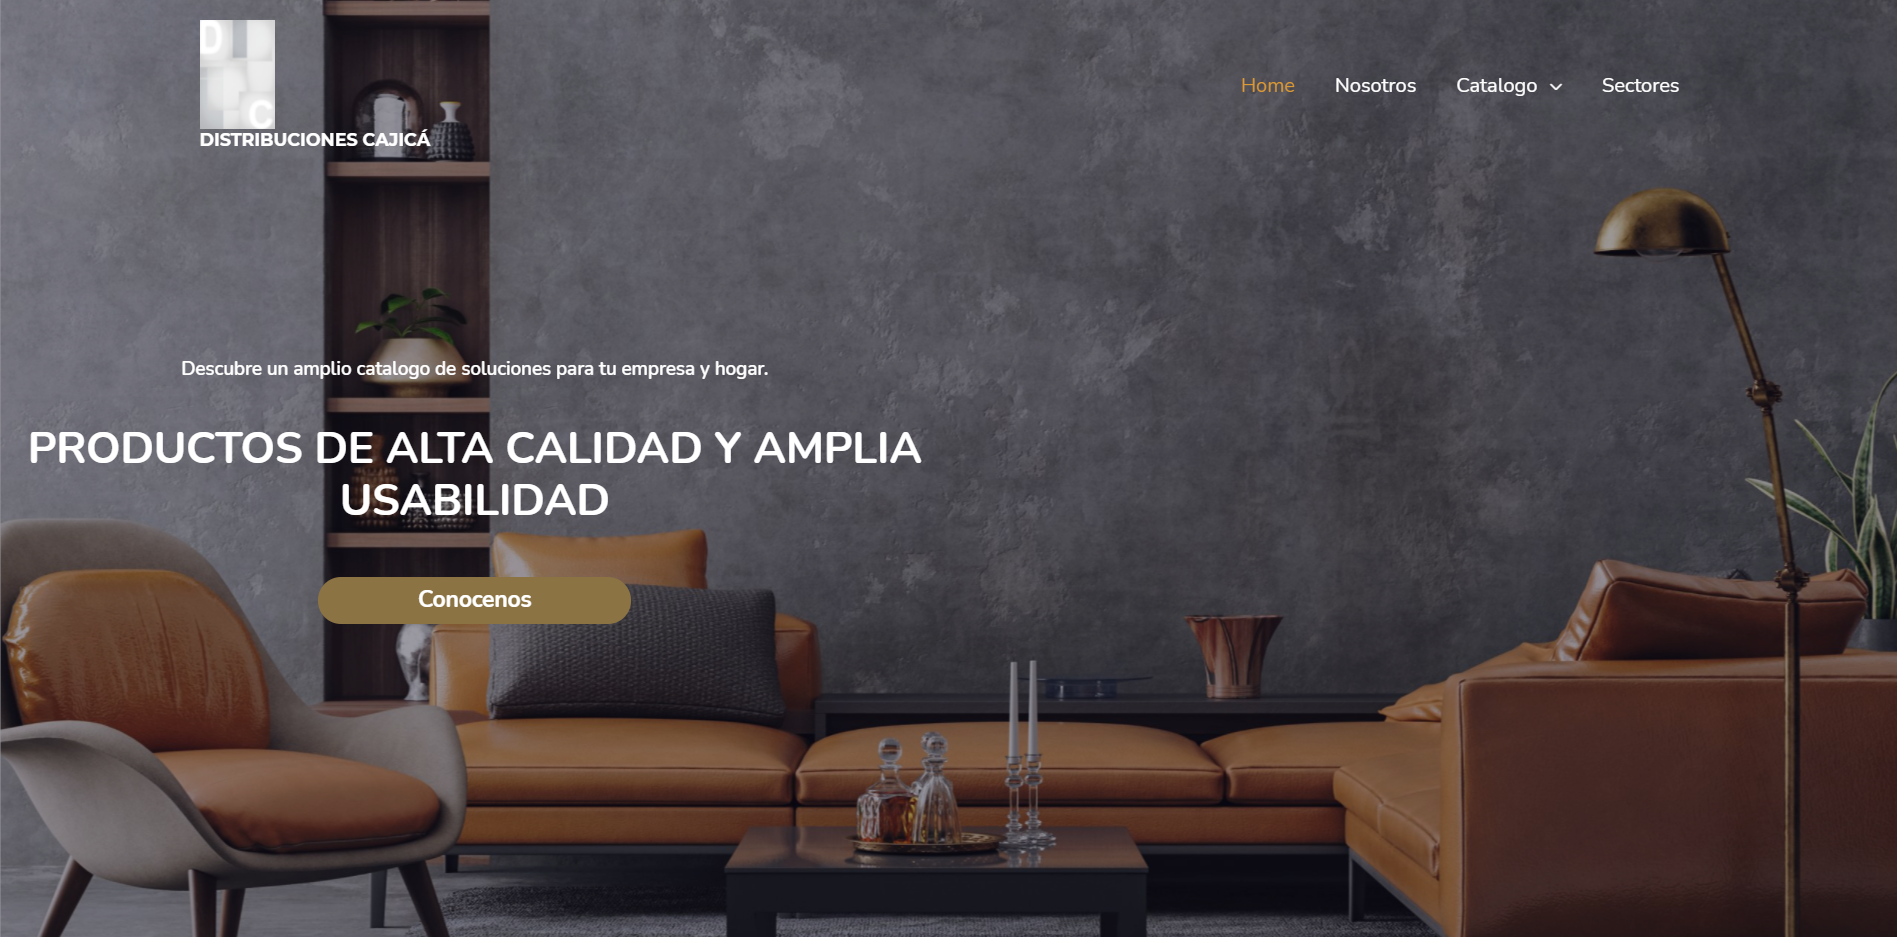 D
C
DISTRIBUCIONES CAJICÁ
Home Nosotros Catalogo Sectores
Descubre un amplio catalogo de soluciones para tu empresa y hogar.
PRODUCTOS DE ALTA CALIDAD Y AMPLIA
USABILIDAD
Conocenos